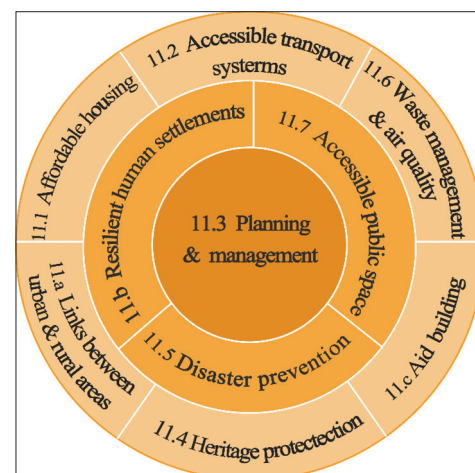 11.2 Accessible transport
systerms
11.6 Waste management
& air quality
11.1 Affordable housing
11.b Resilient human settlements
11.7 Accessible public space
11.3 Planning
& management
11.a Links between
urban & rural areas
11.5 Disaster prevention
11.c Aid building
11.4 Heritage protectection